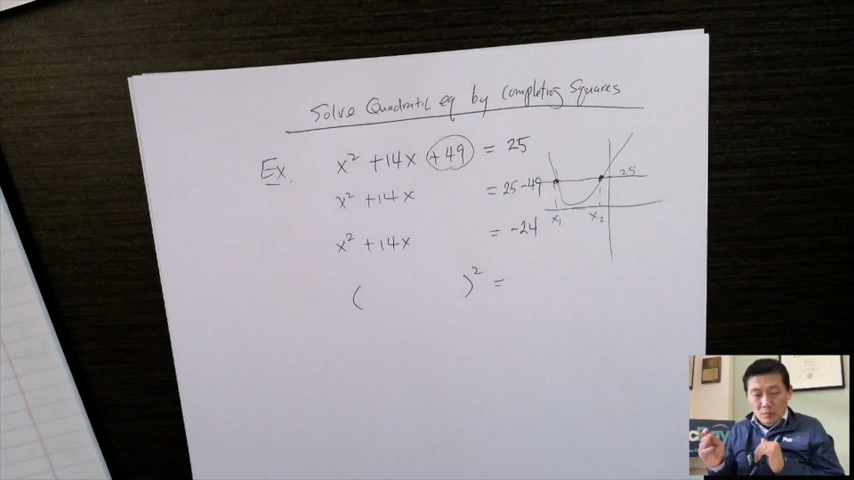 Solve Quadratic eq by Completing Squares
Ex. x² + 14x + 49 = 25
x² + 14x = 25 - 49
x² + 14x = -24
( )² =
25
x₁ x₂